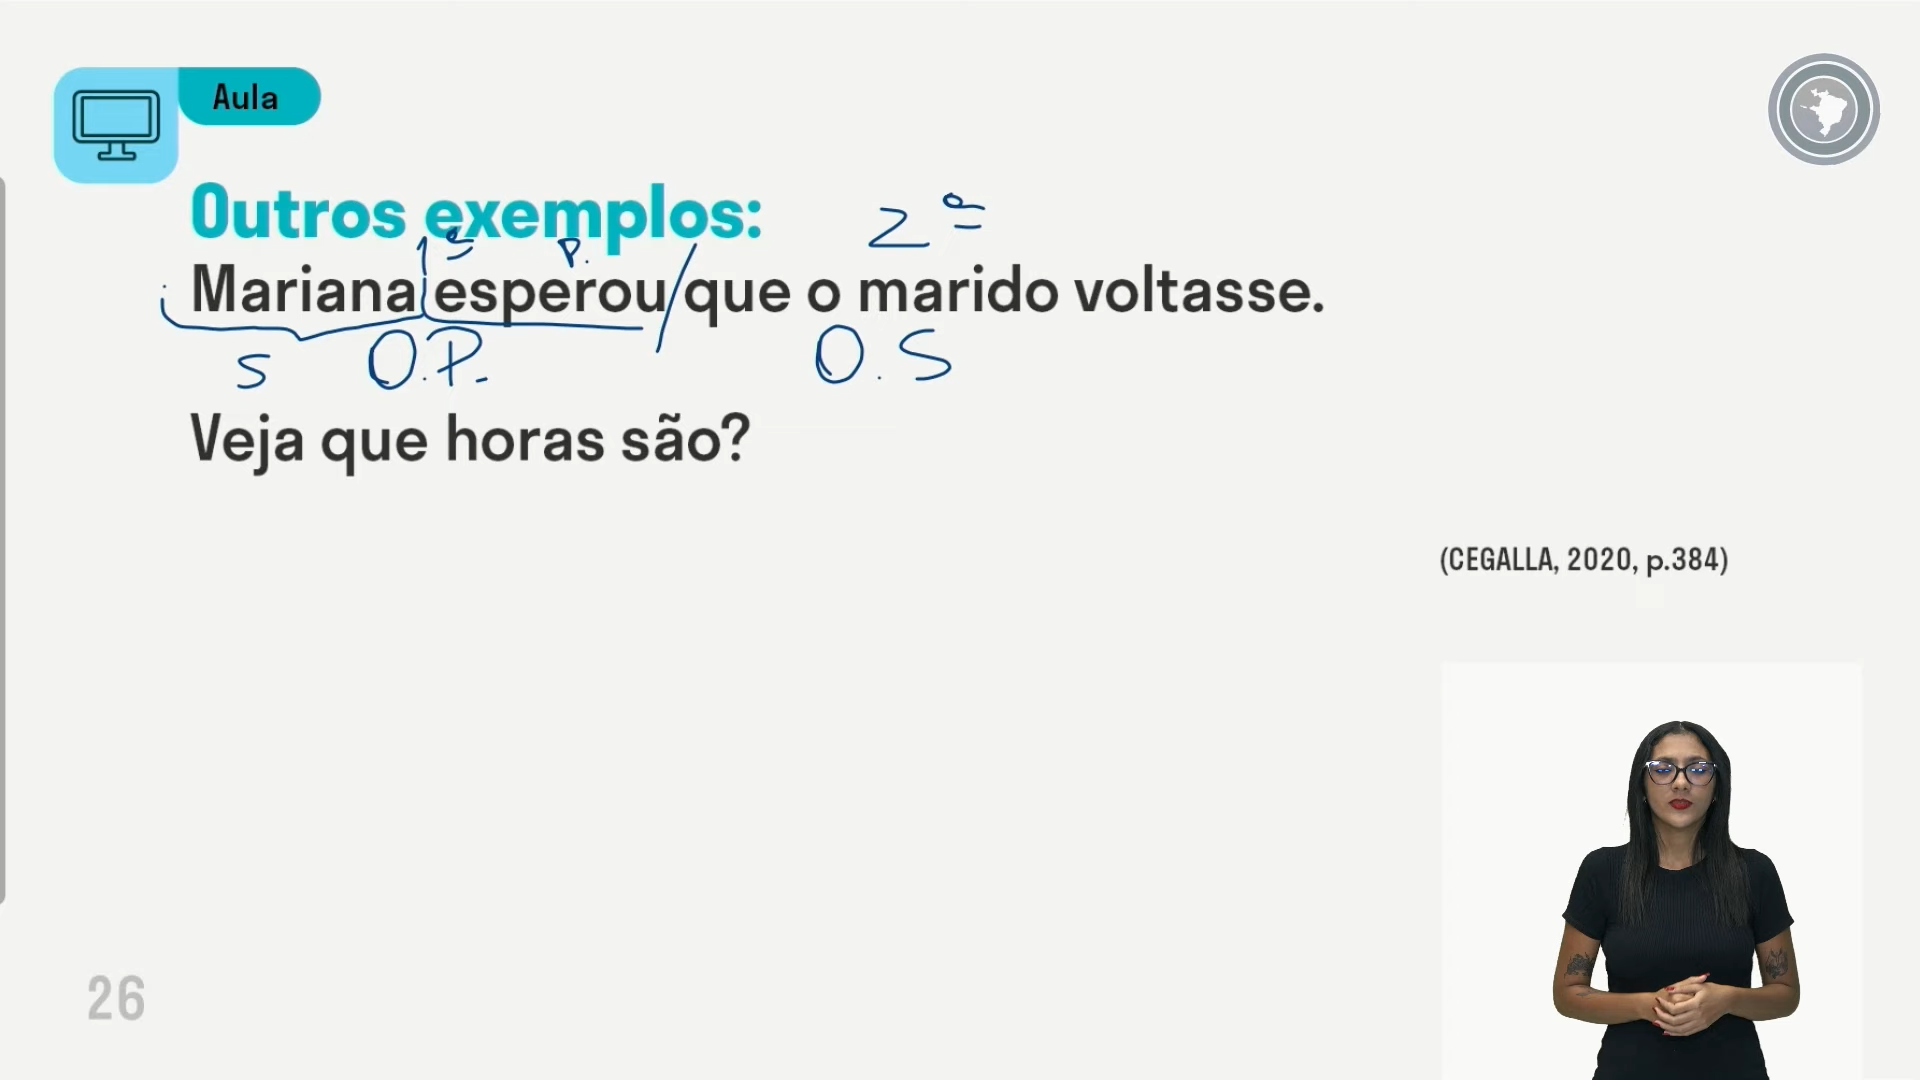 Aula
Outros exemplos:
2ª
1ª P.
Mariana esperou/que o marido voltasse.
S O.P. O.S
Veja que horas são?
(CEGALLA, 2020, p.384)
26